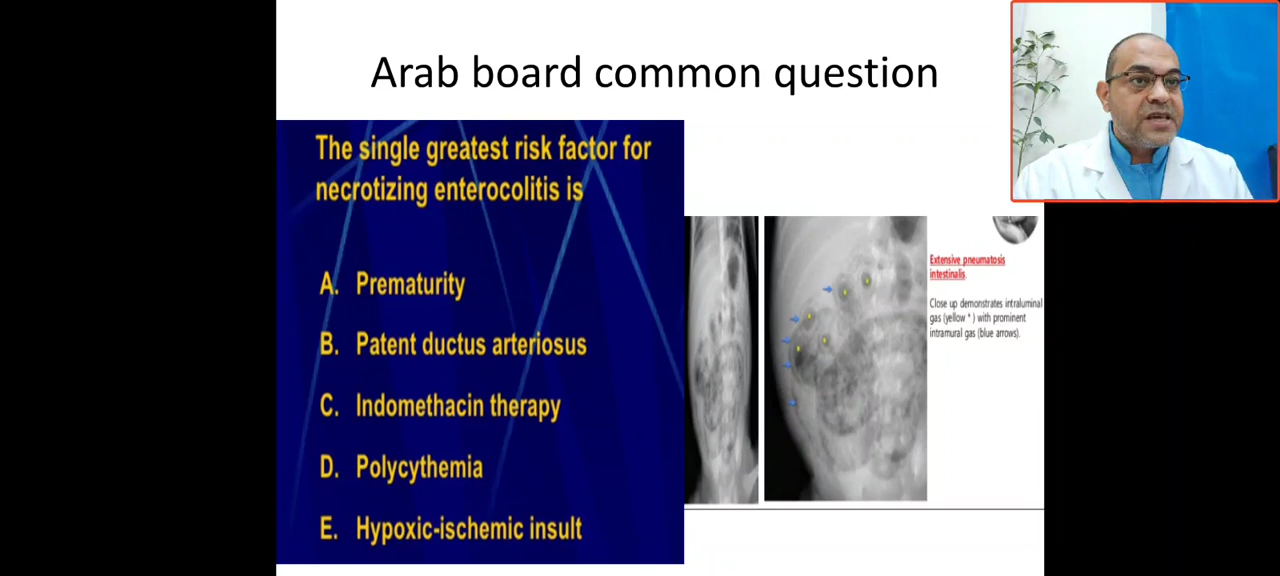 Arab board common question
The single greatest risk factor for
necrotizing enterocolitis is
A. Prematurity
B. Patent ductus arteriosus
C. Indomethacin therapy
D. Polycythemia
E. Hypoxic-ischemic insult
Extensive pneumatosis
intestinalis.
Close up demonstrates intraluminal
gas (yellow * ) with prominent
intramural gas (blue arrows).